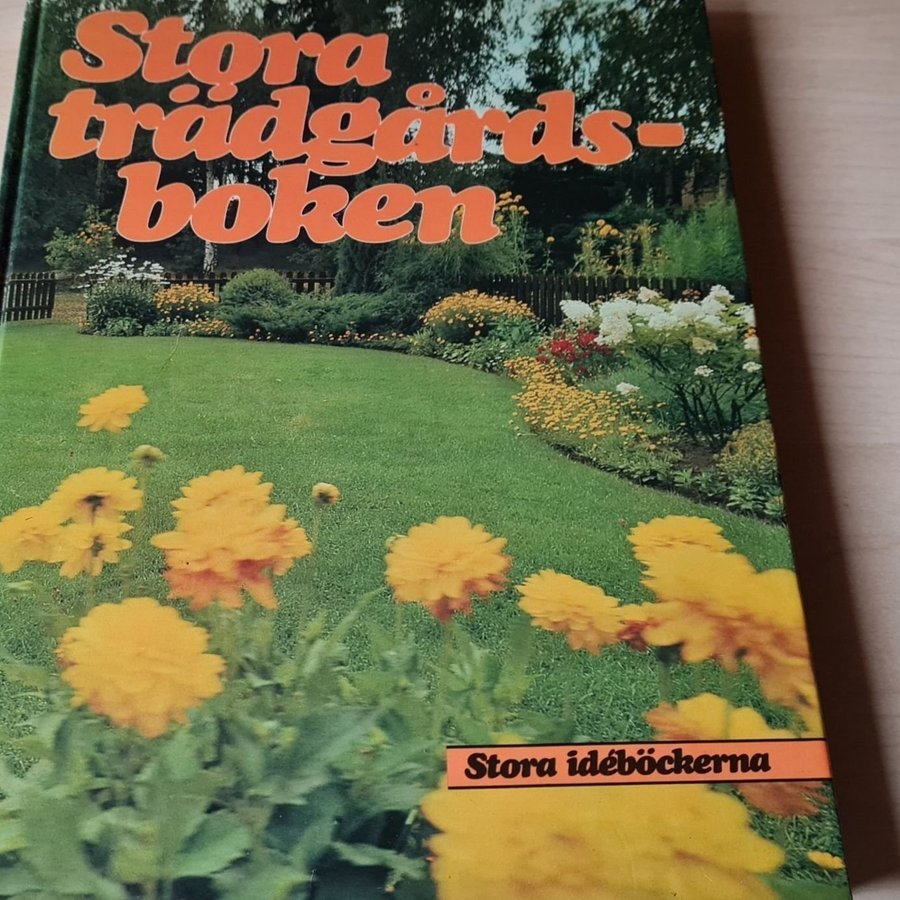 Stora
trädgårds-
boken
Stora idéböckerna